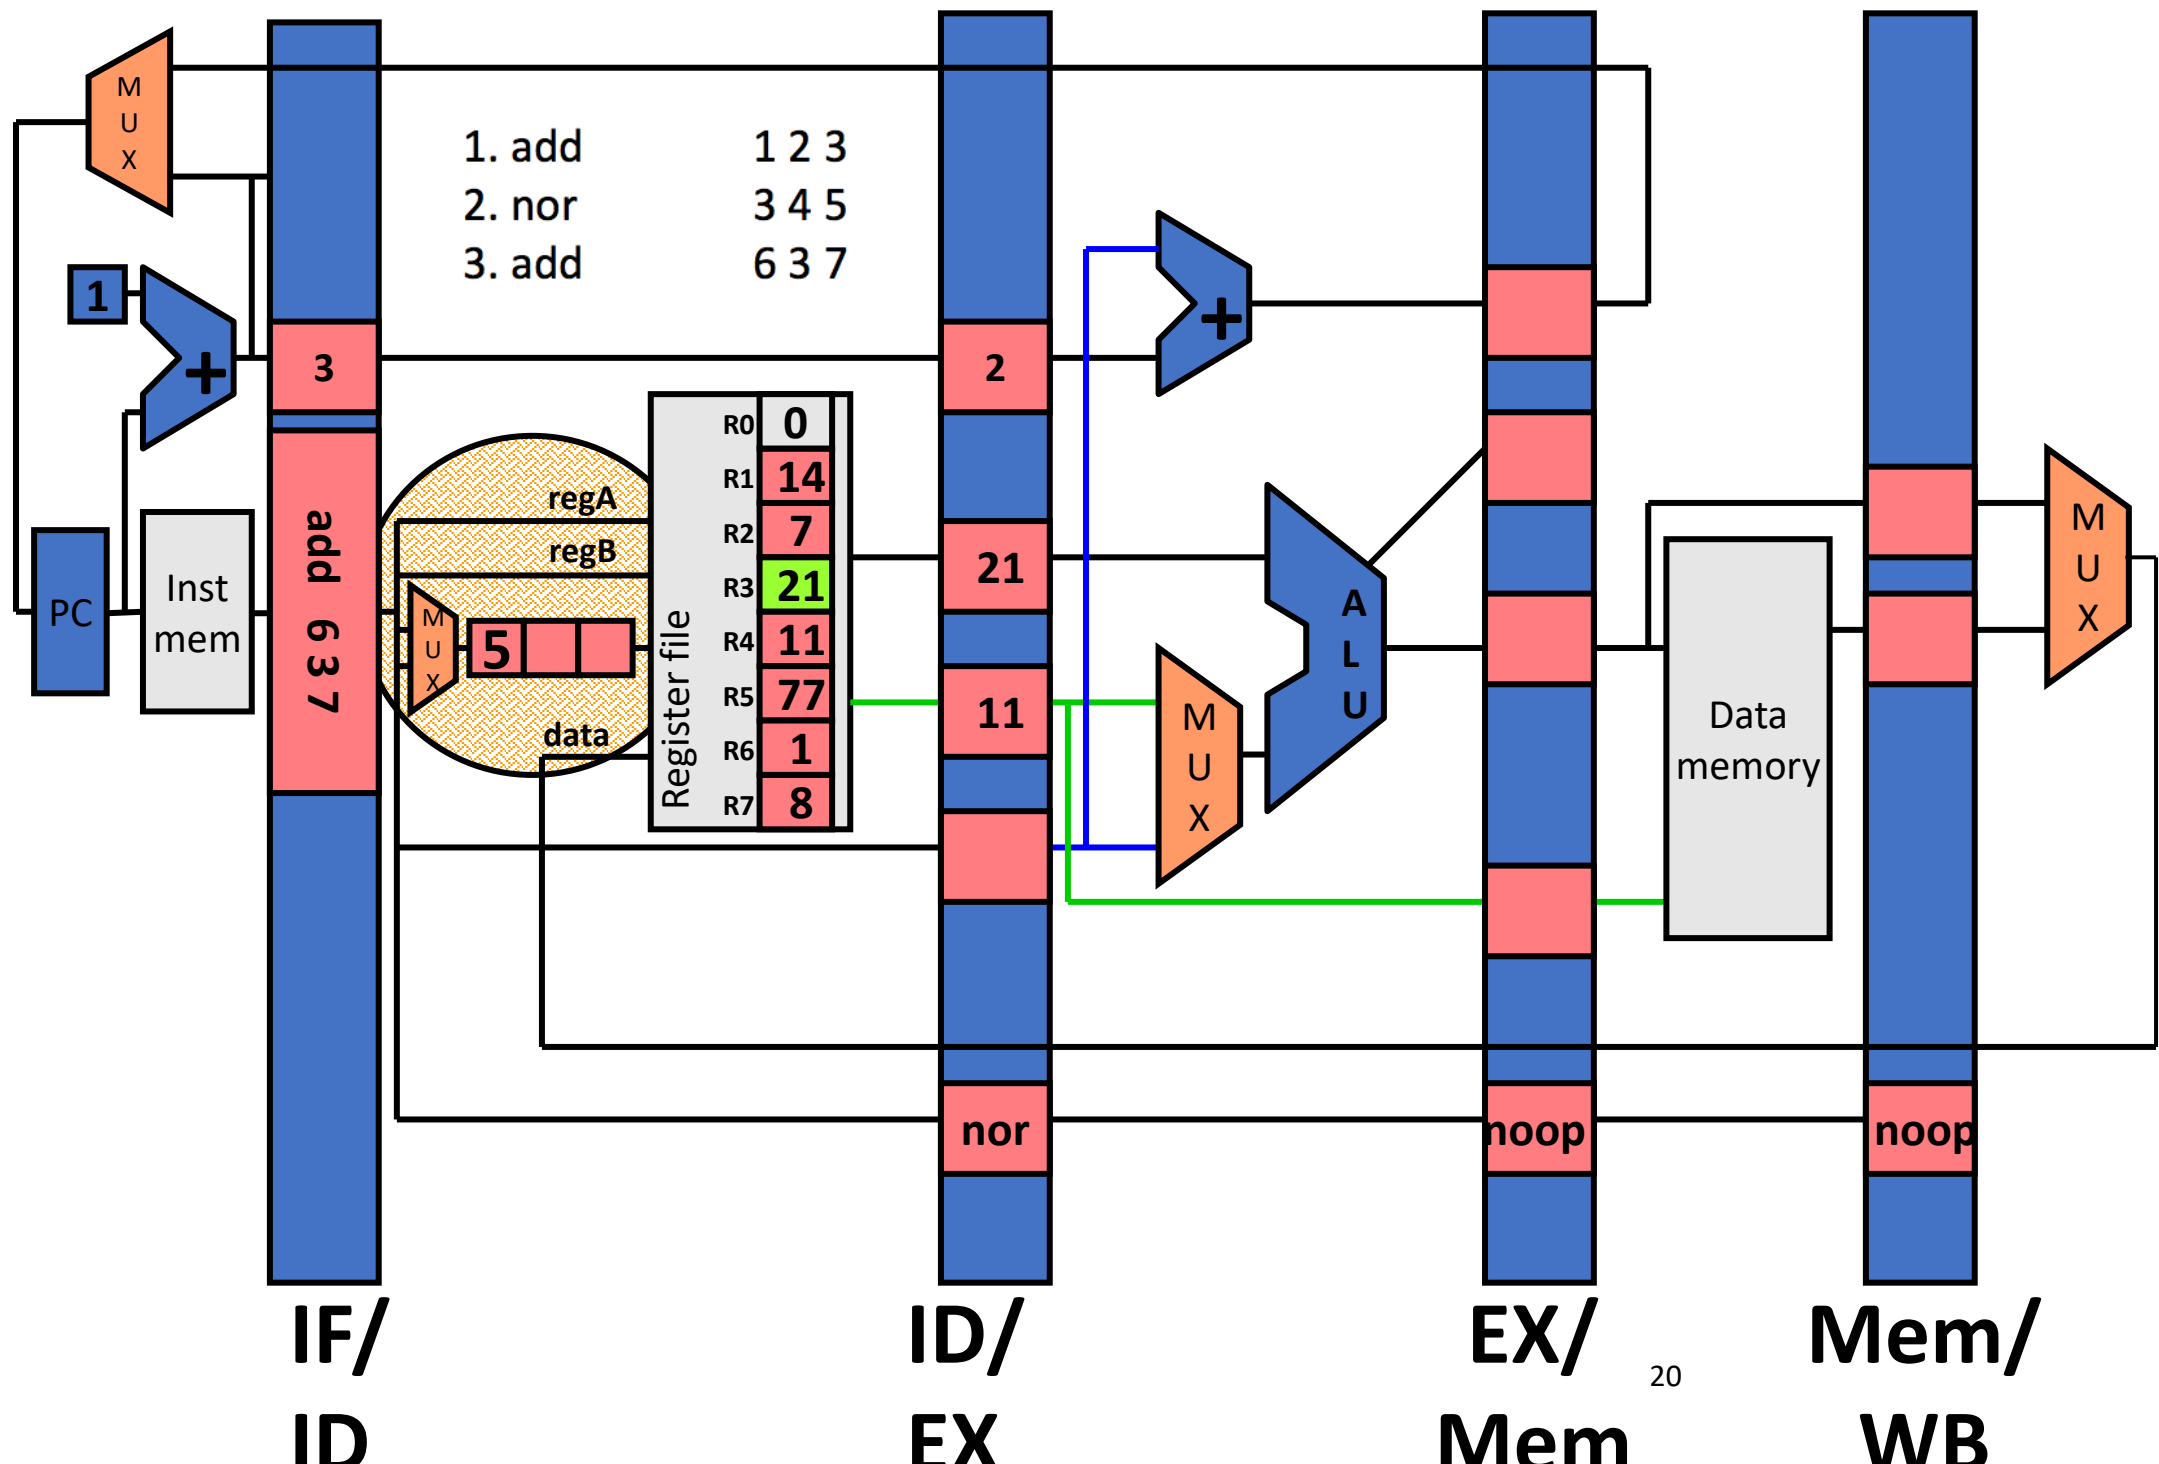 M
U
X
1. add 1 2 3
2. nor 3 4 5
3. add 6 3 7
1
+
+
3
2
R0 0
R1 14
R2 7
R3 21
R4 11
R5 77
R6 1
R7 8
Register file
regA
regB
M
U
X
5
data
add 6 3 7
PC
Inst
mem
21
11
M
U
X
A
L
U
Data
memory
M
U
X
nor
noop
noop
IF/
ID
ID/
EX
EX/
Mem
20
Mem/
WB